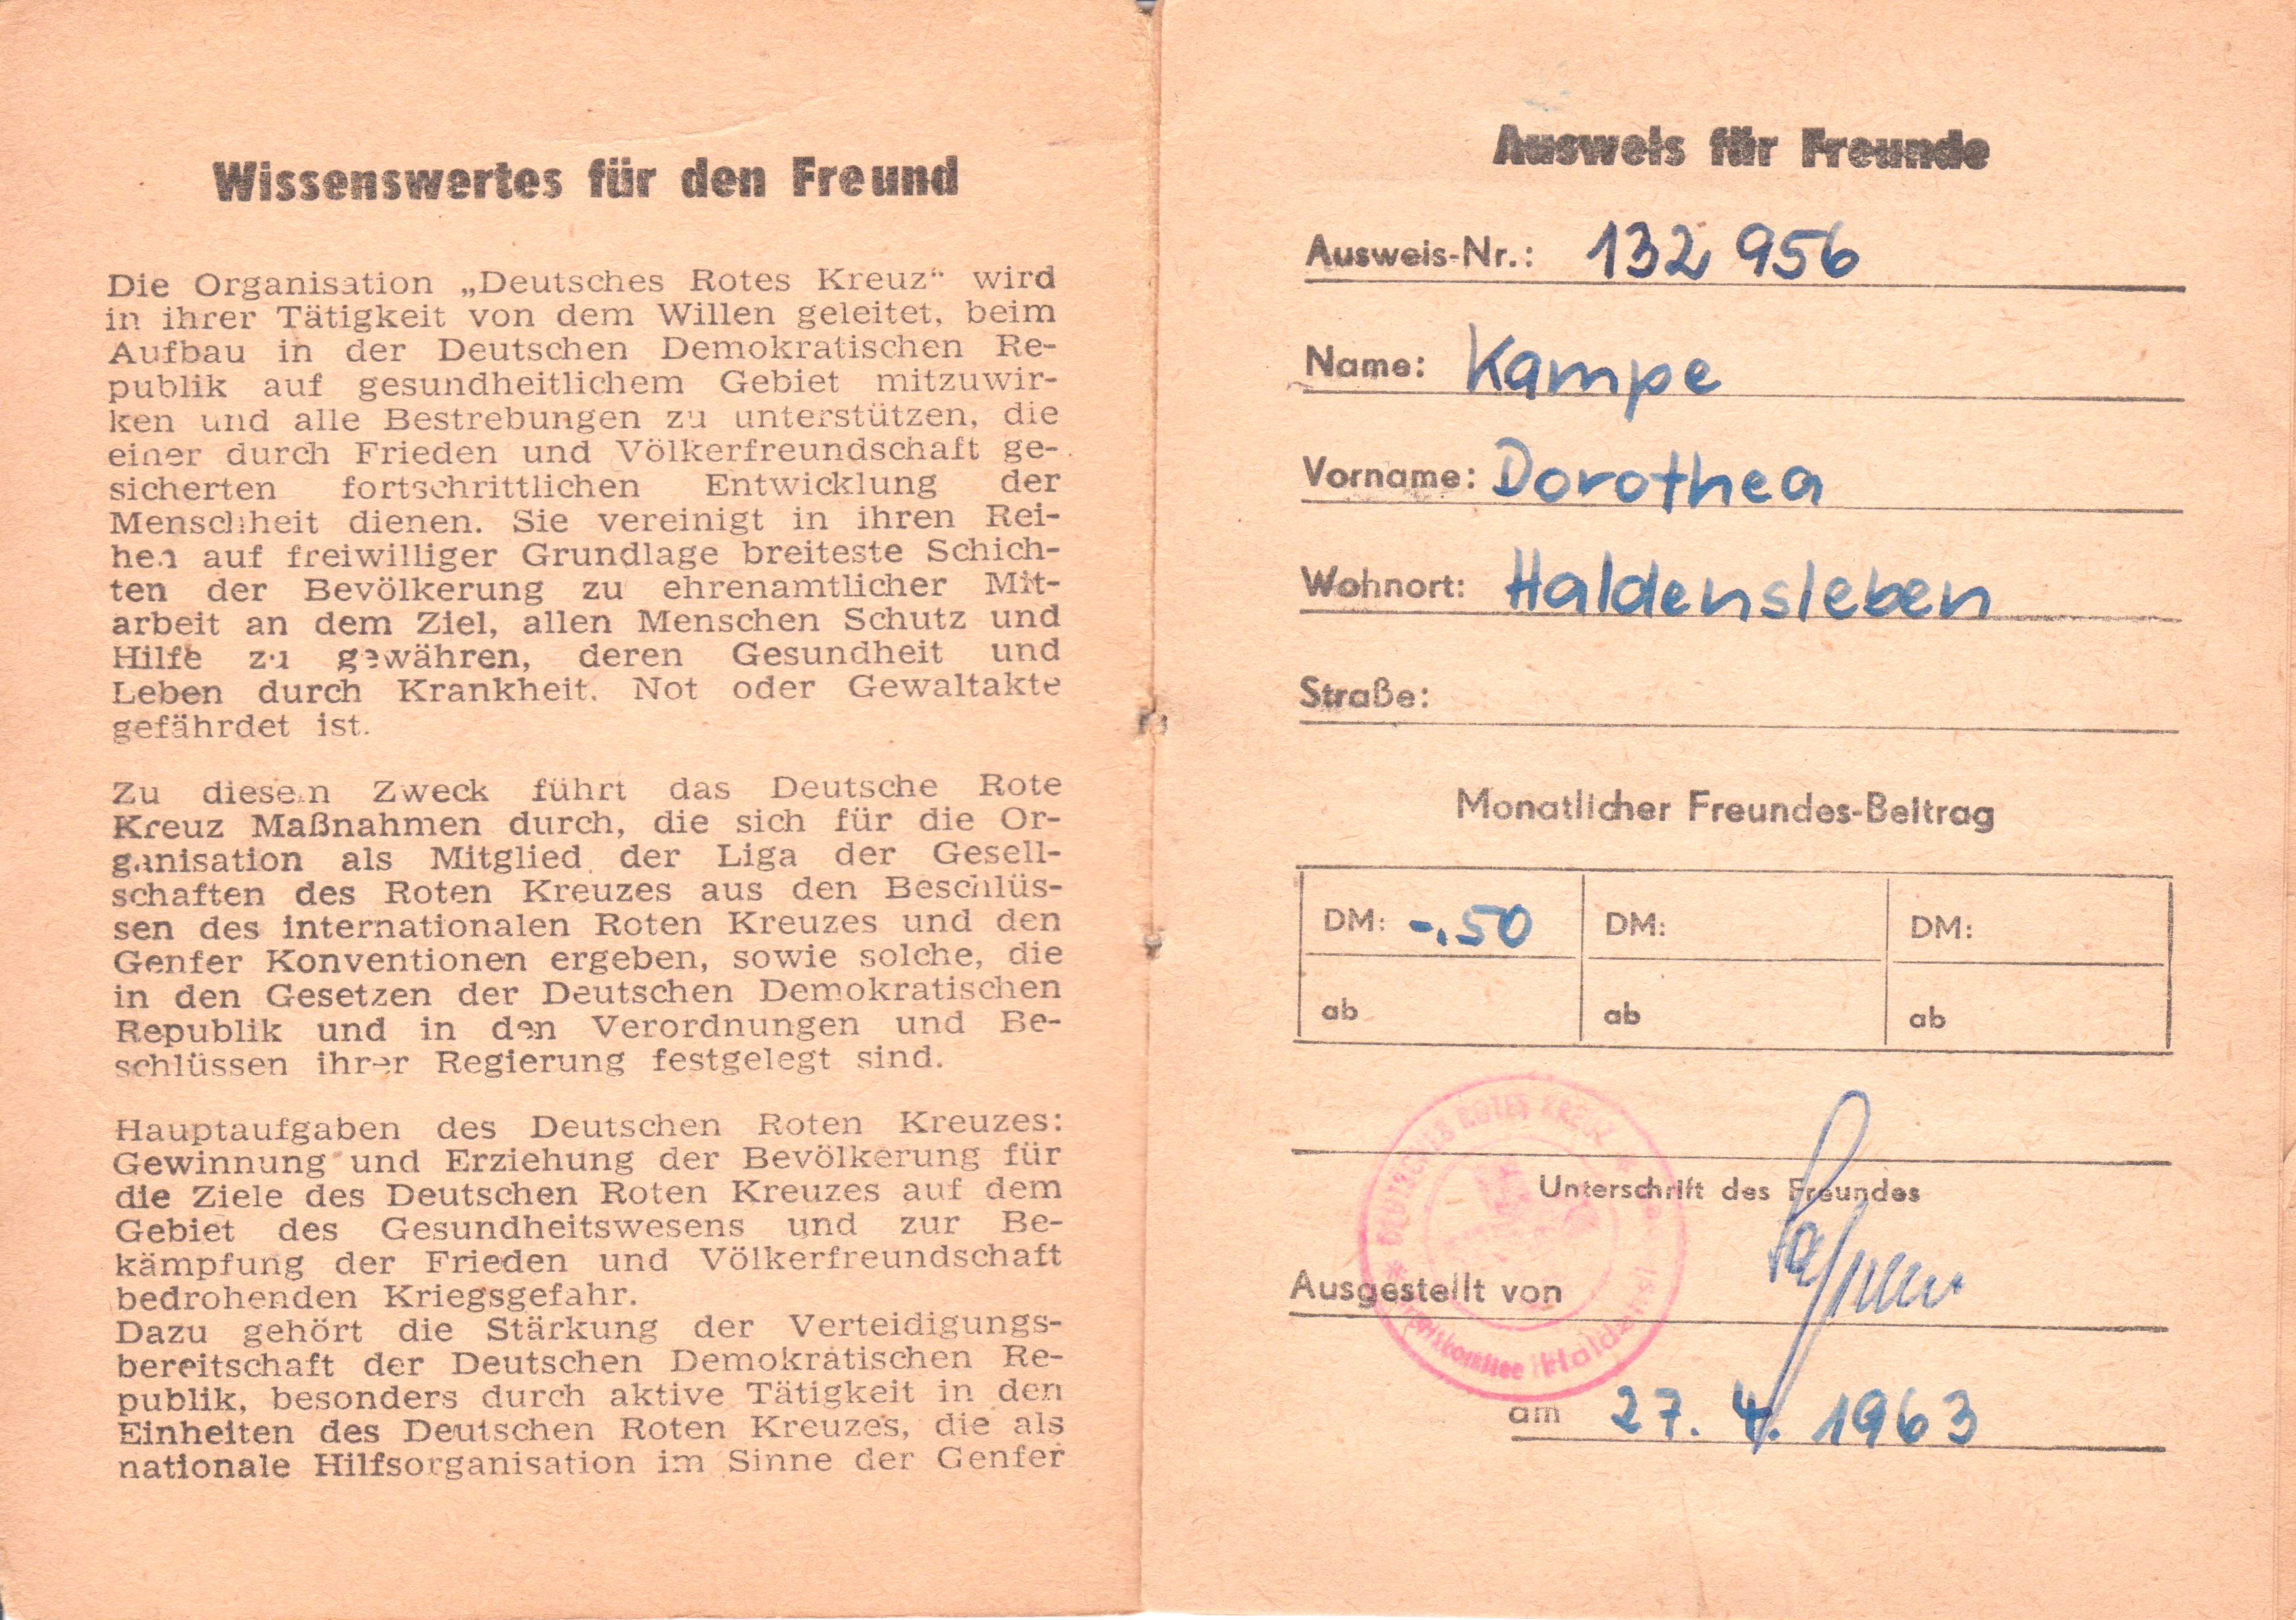 Wissenswertes für den Freund
Die Organisation „Deutsches Rotes Kreuz“ wird
in ihrer Tätigkeit von dem Willen geleitet, beim
Aufbau in der Deutschen Demokratischen Re-
publik auf gesundheitlichem Gebiet mitzuwir-
ken und alle Bestrebungen zu unterstützen, die
einer durch Frieden und Völkerfreundschaft ge-
sicherten fortschrittlichen Entwicklung der
Menschheit dienen. Sie vereinigt in ihren Rei-
hen auf freiwilliger Grundlage breiteste Schich-
ten der Bevölkerung zu ehrenamtlicher Mit-
arbeit an dem Ziel, allen Menschen Schutz und
Hilfe zu gewähren, deren Gesundheit und
Leben durch Krankheit, Not oder Gewaltakte
gefährdet ist.
Zu diesem Zweck führt das Deutsche Rote
Kreuz Maßnahmen durch, die sich für die Or-
ganisation als Mitglied der Liga der Gesell-
schaften des Roten Kreuzes aus den Beschlüs-
sen des internationalen Roten Kreuzes und den
Genfer Konventionen ergeben, sowie solche, die
in den Gesetzen der Deutschen Demokratischen
Republik und in den Verordnungen und Be-
schlüssen ihrer Regierung festgelegt sind.
Hauptaufgaben des Deutschen Roten Kreuzes:
Gewinnung und Erziehung der Bevölkerung für
die Ziele des Deutschen Roten Kreuzes auf dem
Gebiet des Gesundheitswesens und zur Be-
kämpfung der Frieden und Völkerfreundschaft
bedrohenden Kriegsgefahr.
Dazu gehört die Stärkung der Verteidigungs-
bereitschaft der Deutschen Demokratischen Re-
publik, besonders durch aktive Tätigkeit in den
Einheiten des Deutschen Roten Kreuzes, die als
nationale Hilfsorganisation im Sinne der Genfer
Ausweis für Freunde
Ausweis-Nr.: 132 956
Name: Kampe
Vorname: Dorothea
Wohnort: Haldensleben
Straße:
Monatlicher Freundes-Beitrag
DM: -.50 DM: DM:
ab ab ab
DEUTSCHES ROTES KREUZ
Kreiskomitee Haldensl.
Unterschrift des Freundes
Ausgestellt von
am 27. 4. 1963